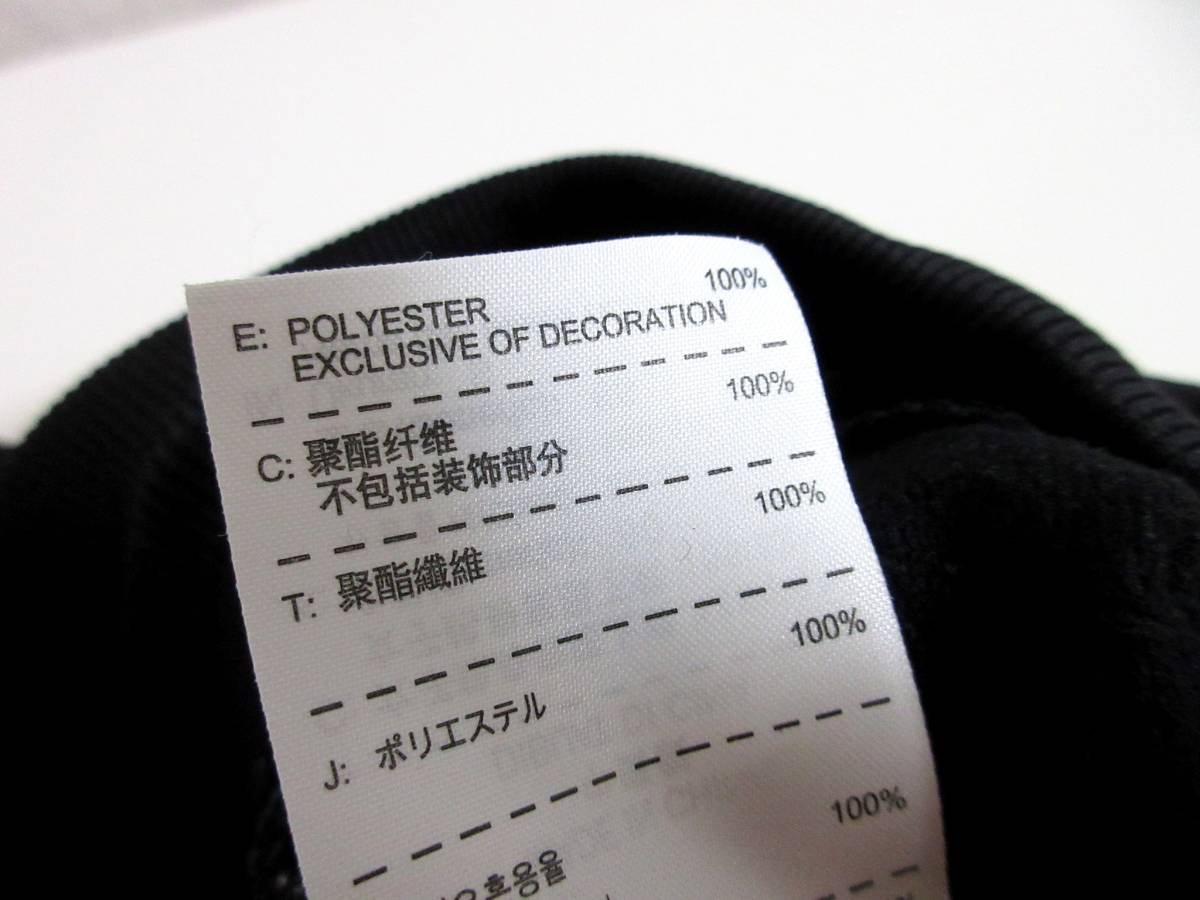 E: POLYESTER 100%
EXCLUSIVE OF DECORATION
C: 聚酯纤维 100%
不包括装饰部分
T: 聚酯纖維 100%
J: ポリエステル 100%
100%